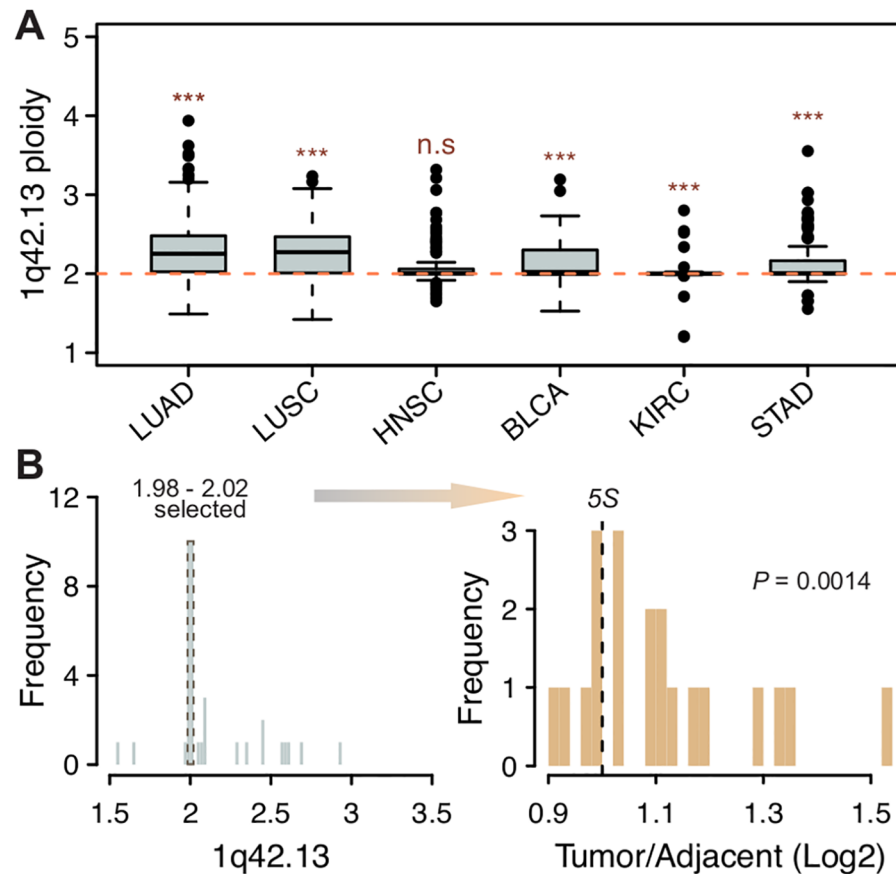 A
1q42.13 ploidy
5
4
3
2
1
***
***
n.s
***
***
***
LUAD
LUSC
HNSC
BLCA
KIRC
STAD
B
1.98 - 2.02
selected
Frequency
12
8
4
0
1.5 2 2.5 3 3.5
1q42.13
5S
P = 0.0014
Frequency
3
2
1
0
0.9 1.1 1.3 1.5
Tumor/Adjacent (Log2)